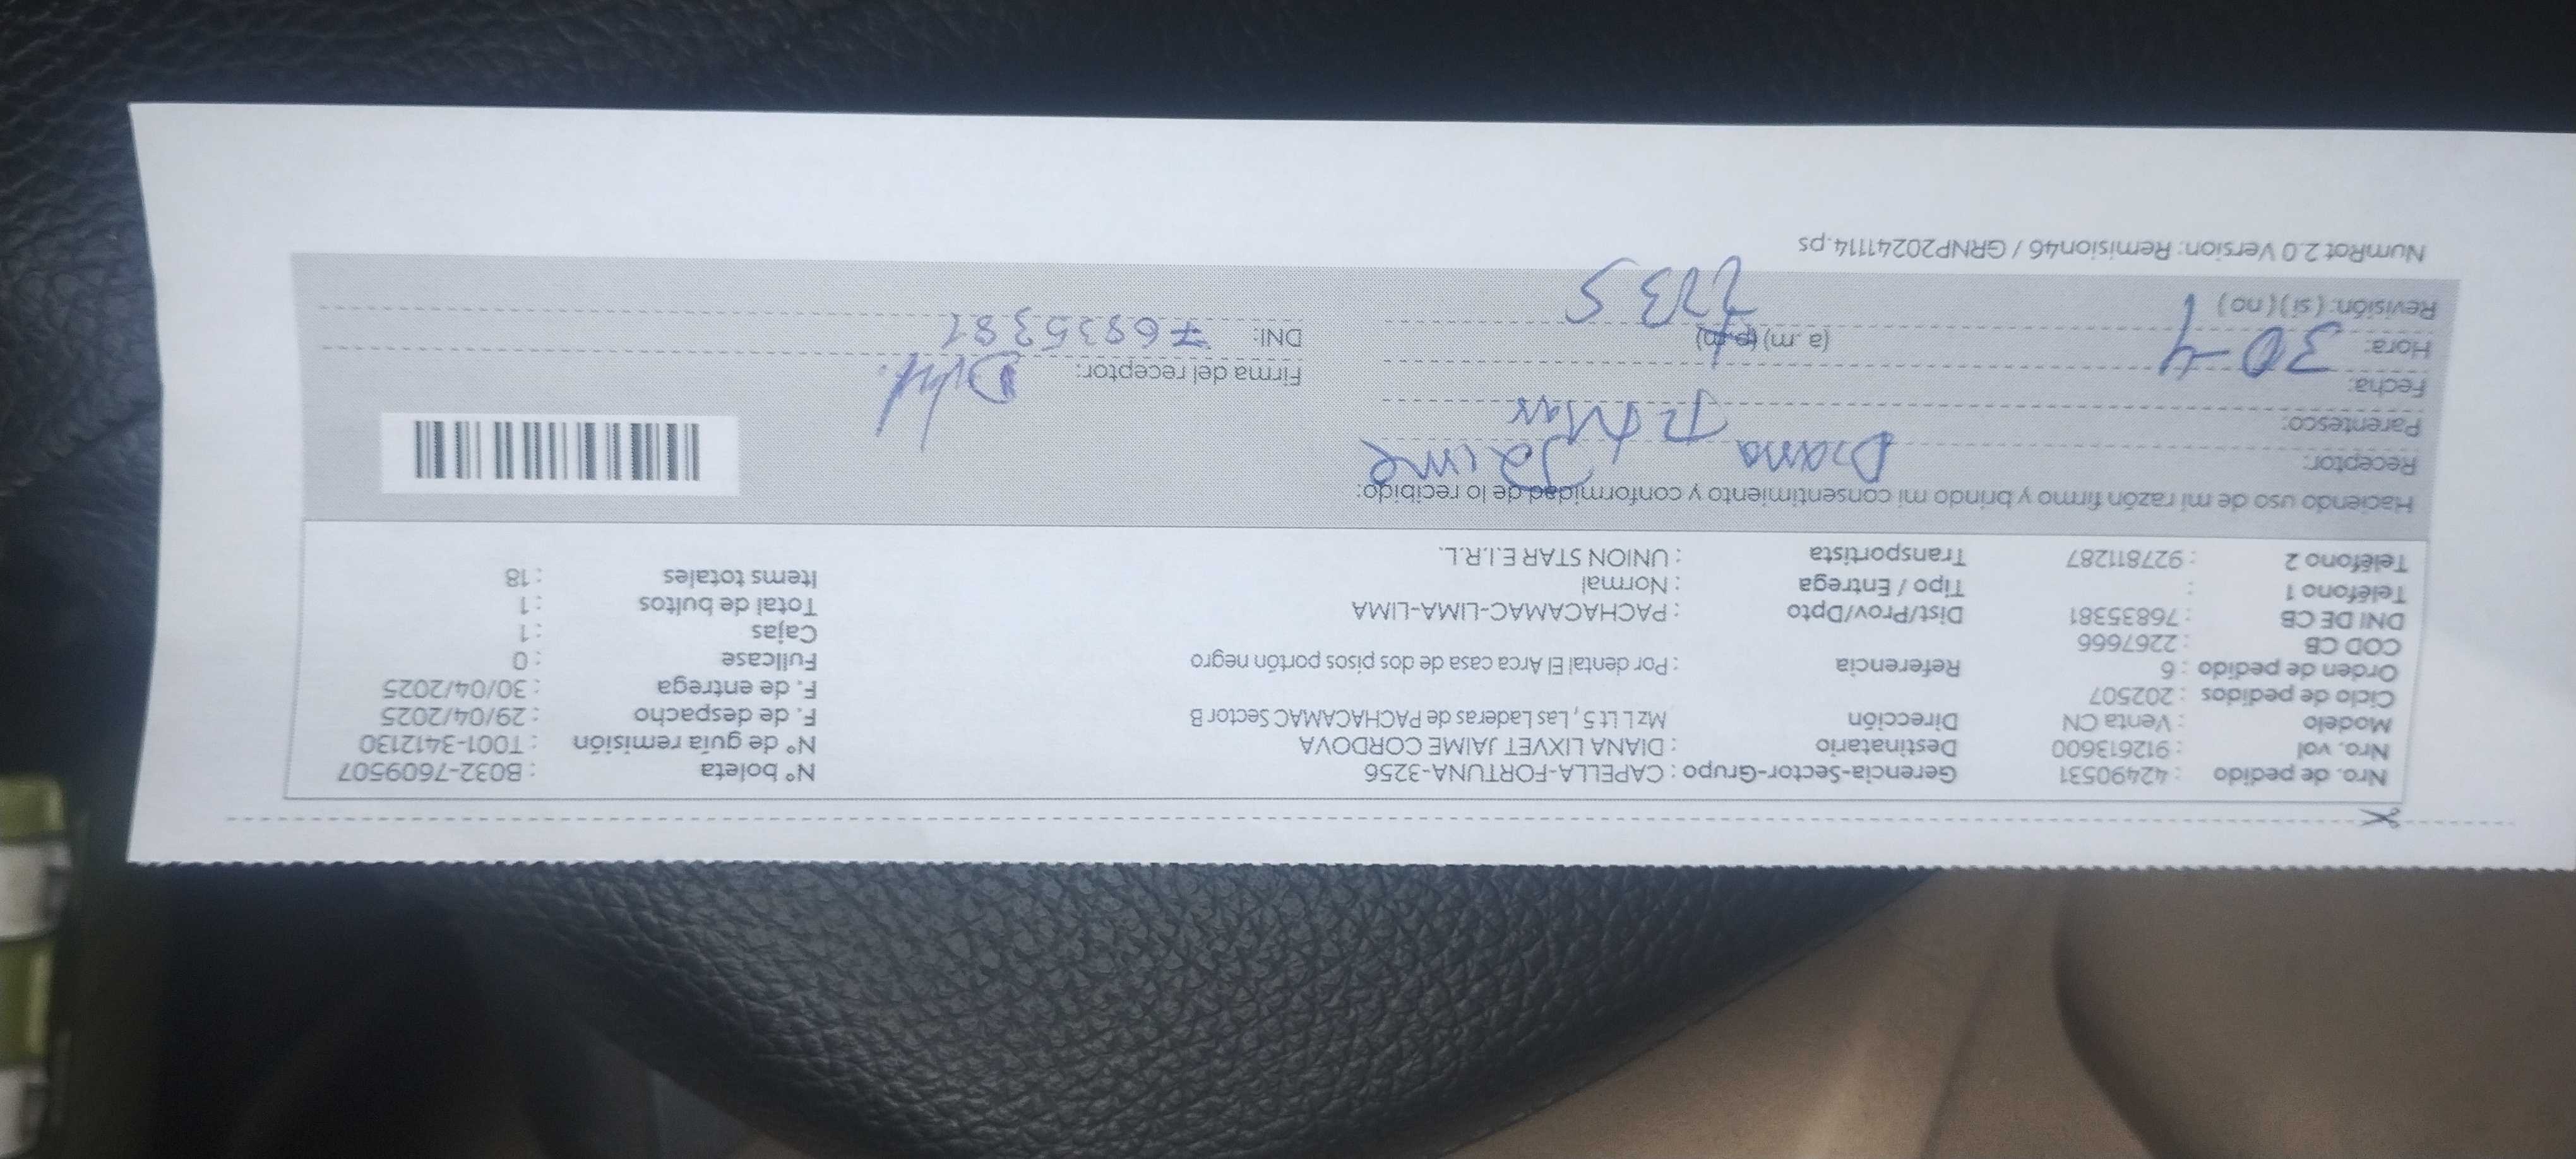 Nro. de pedido : 42490531 Gerencia-Sector-Grupo : CAPELLA-FORTUNA-3256 N° boleta : B032-7609507
Nro. vol : 912613600 Destinatario : DIANA LIXVET JAIME CORDOVA N° de guía remisión : T001-3412130
Modelo : Venta CN Dirección Mz L Lt 5 , Las Laderas de PACHACAMAC Sector B F. de despacho : 29/04/2025
Ciclo de pedidos : 202507 F. de entrega : 30/04/2025
Orden de pedido : 6 Referencia : Por dental El Arca casa de dos pisos portón negro Fullcase : 0
COD CB : 2267666 Cajas : 1
DNI DE CB : 76835381 Dist/Prov/Dpto : PACHACAMAC-LIMA-LIMA Total de bultos : 1
Teléfono 1 : Tipo / Entrega : Normal Items totales : 18
Teléfono 2 : 927811287 Transportista : UNION STAR E.I.R.L.
Haciendo uso de mi razón firmo y brindo mi consentimiento y conformidad de lo recibido:
Receptor: Diana Jaime
Parentesco:
Fecha: 30-4
Firma del receptor:
Hora: (a. m) (p. m) DNI: 76835381
Revisión: ( si ) ( no )
NumRot 2.0 Version: Remision46 / GRNP20241114.ps